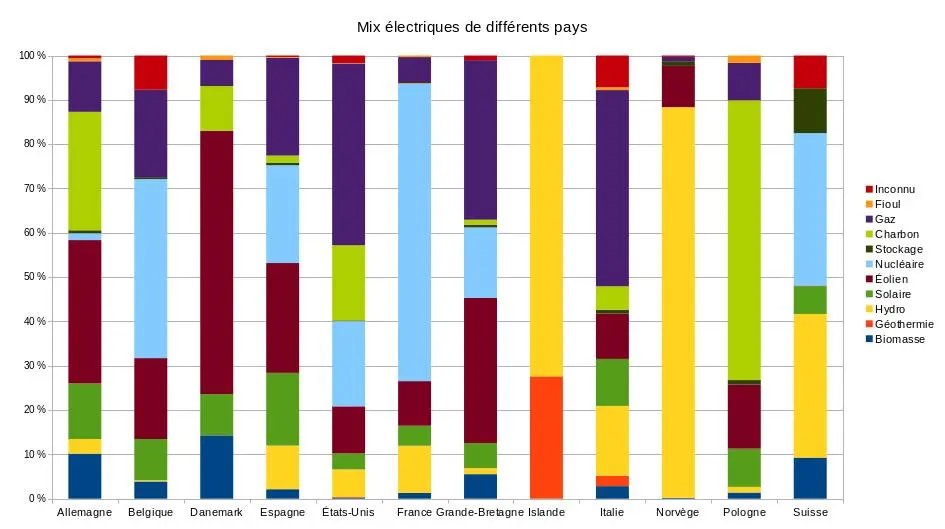 Mix électriques de différents pays
100 %
90 %
80 %
70 %
60 %
50 %
40 %
30 %
20 %
10 %
0 %
Allemagne Belgique Danemark Espagne États-Unis France Grande-Bretagne Islande Italie Norvège Pologne Suisse
Inconnu
Fioul
Gaz
Charbon
Stockage
Nucléaire
Éolien
Solaire
Hydro
Géothermie
Biomasse